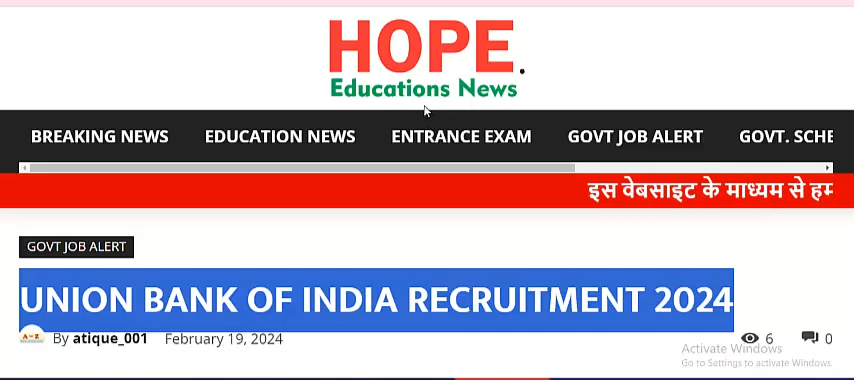 HOPE.
Educations News
BREAKING NEWS EDUCATION NEWS ENTRANCE EXAM GOVT JOB ALERT GOVT. SCHE
इस वेबसाइट के माध्यम से हम
GOVT JOB ALERT
UNION BANK OF INDIA RECRUITMENT 2024
By atique_001 February 19, 2024 6 0
Activate Windows
Go to Settings to activate Windows.